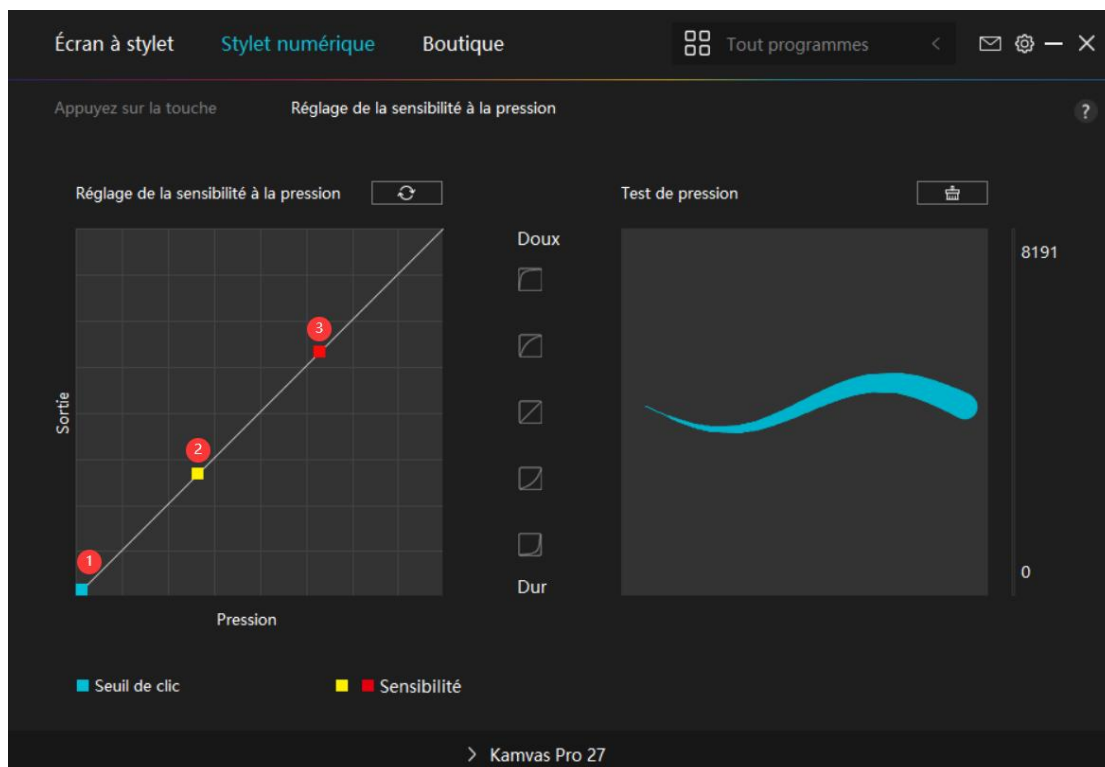 Écran à stylet Stylet numérique Boutique Tout programmes
Appuyez sur la touche Réglage de la sensibilité à la pression ?
Réglage de la sensibilité à la pression Test de pression
Doux
8191
3
Sortie
2
1
0
Dur
Pression
Seuil de clic Sensibilité
Kamvas Pro 27